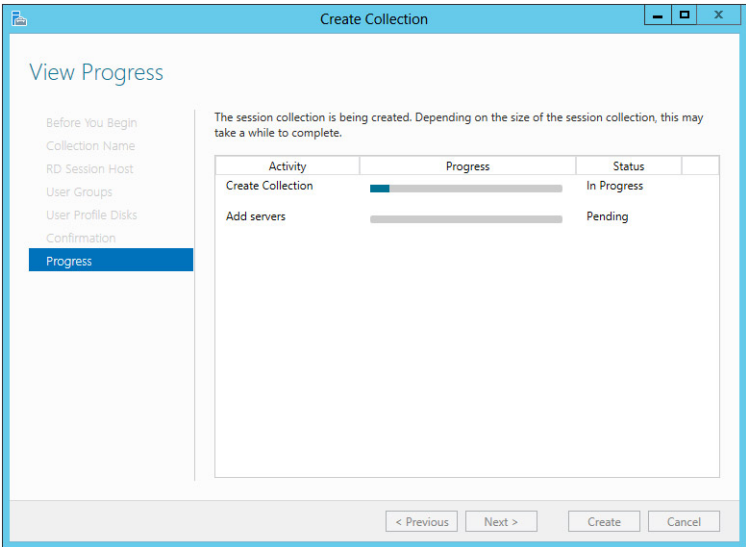 Create Collection
View Progress
Before You Begin
Collection Name
RD Session Host
User Groups
User Profile Disks
Confirmation
Progress
The session collection is being created. Depending on the size of the session collection, this may
take a while to complete.
Activity Progress Status
Create Collection In Progress
Add servers Pending
< Previous Next > Create Cancel